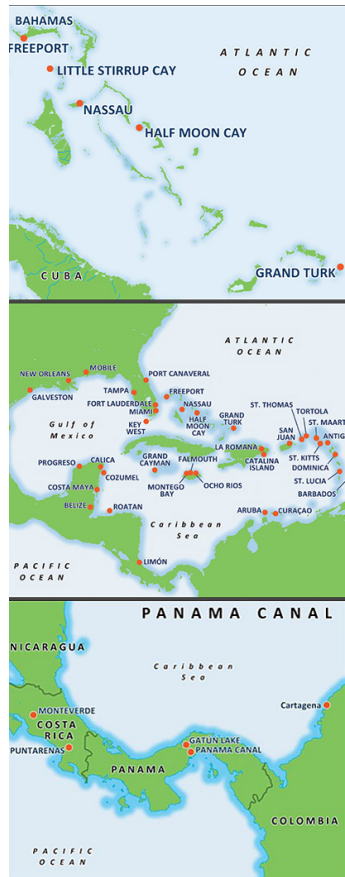 BAHAMAS
FREEPORT
ATLANTIC
OCEAN
LITTLE STIRRUP CAY
NASSAU
HALF MOON CAY
CUBA
GRAND TURK
ATLANTIC
OCEAN
NEW ORLEANS
MOBILE
PORT CANAVERAL
GALVESTON
TAMPA
FREEPORT
FORT LAUDERDALE
MIAMI
NASSAU
HALF
MOON
CAY
KEY
WEST
Gulf of
Mexico
GRAND
TURK
ST. THOMAS
TORTOLA
ST. MAART
SAN
JUAN
ANTIG
LA ROMANA
CATALINA
ISLAND
ST. KITTS
DOMINICA
ST. LUCIA
BARBADOS
PROGRESO
CALICA
COZUMEL
GRAND
CAYMAN
FALMOUTH
MONTEGO
BAY
OCHO RIOS
COSTA MAYA
BELIZE
ROATAN
ARUBA
CURAÇAO
Caribbean
Sea
LIMÓN
PACIFIC
OCEAN
PANAMA CANAL
NICARAGUA
Caribbean
Sea
MONTEVERDE
COSTA
RICA
PUNTARENAS
Cartagena
GATUN LAKE
PANAMA CANAL
PANAMA
COLOMBIA
PACIFIC
OCEAN